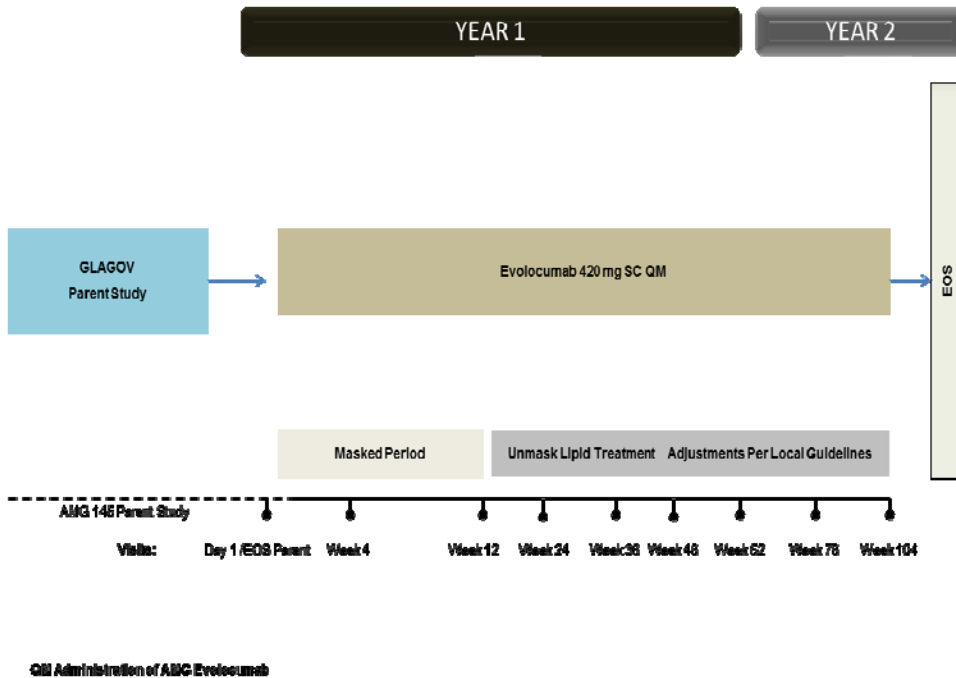 YEAR 1
YEAR 2
GLAGOV
Parent Study
Evolocumab 420 mg SC QM
EOS
Masked Period
Unmask Lipid Treatment Adjustments Per Local Guidelines
AMG 145 Parent Study
Visits:
Day 1 /EOS Parent
Week 4
Week 12
Week 24
Week 36
Week 48
Week 52
Week 78
Week 104
QM Administration of AMG Evolocumab